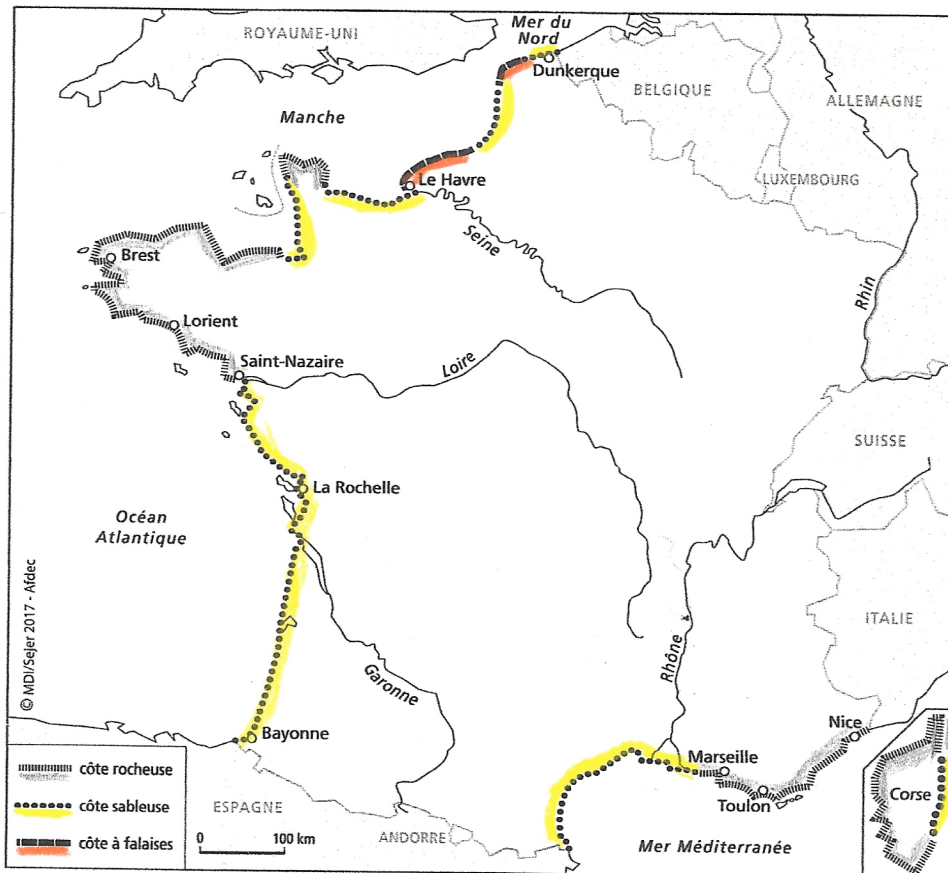 ROYAUME-UNI
Mer du
Nord
Dunkerque
BELGIQUE
ALLEMAGNE
Manche
LUXEMBOURG
Le Havre
Seine
Brest
Rhin
Lorient
Saint-Nazaire
Loire
SUISSE
La Rochelle
Océan
Atlantique
ITALIE
Rhône
Garonne
© MDI/Sejer 2017 - Afdec
Bayonne
Nice
Marseille
Toulon
Corse
côte rocheuse
côte sableuse
côte à falaises
ESPAGNE
0 100 km
ANDORRE
Mer Méditerranée